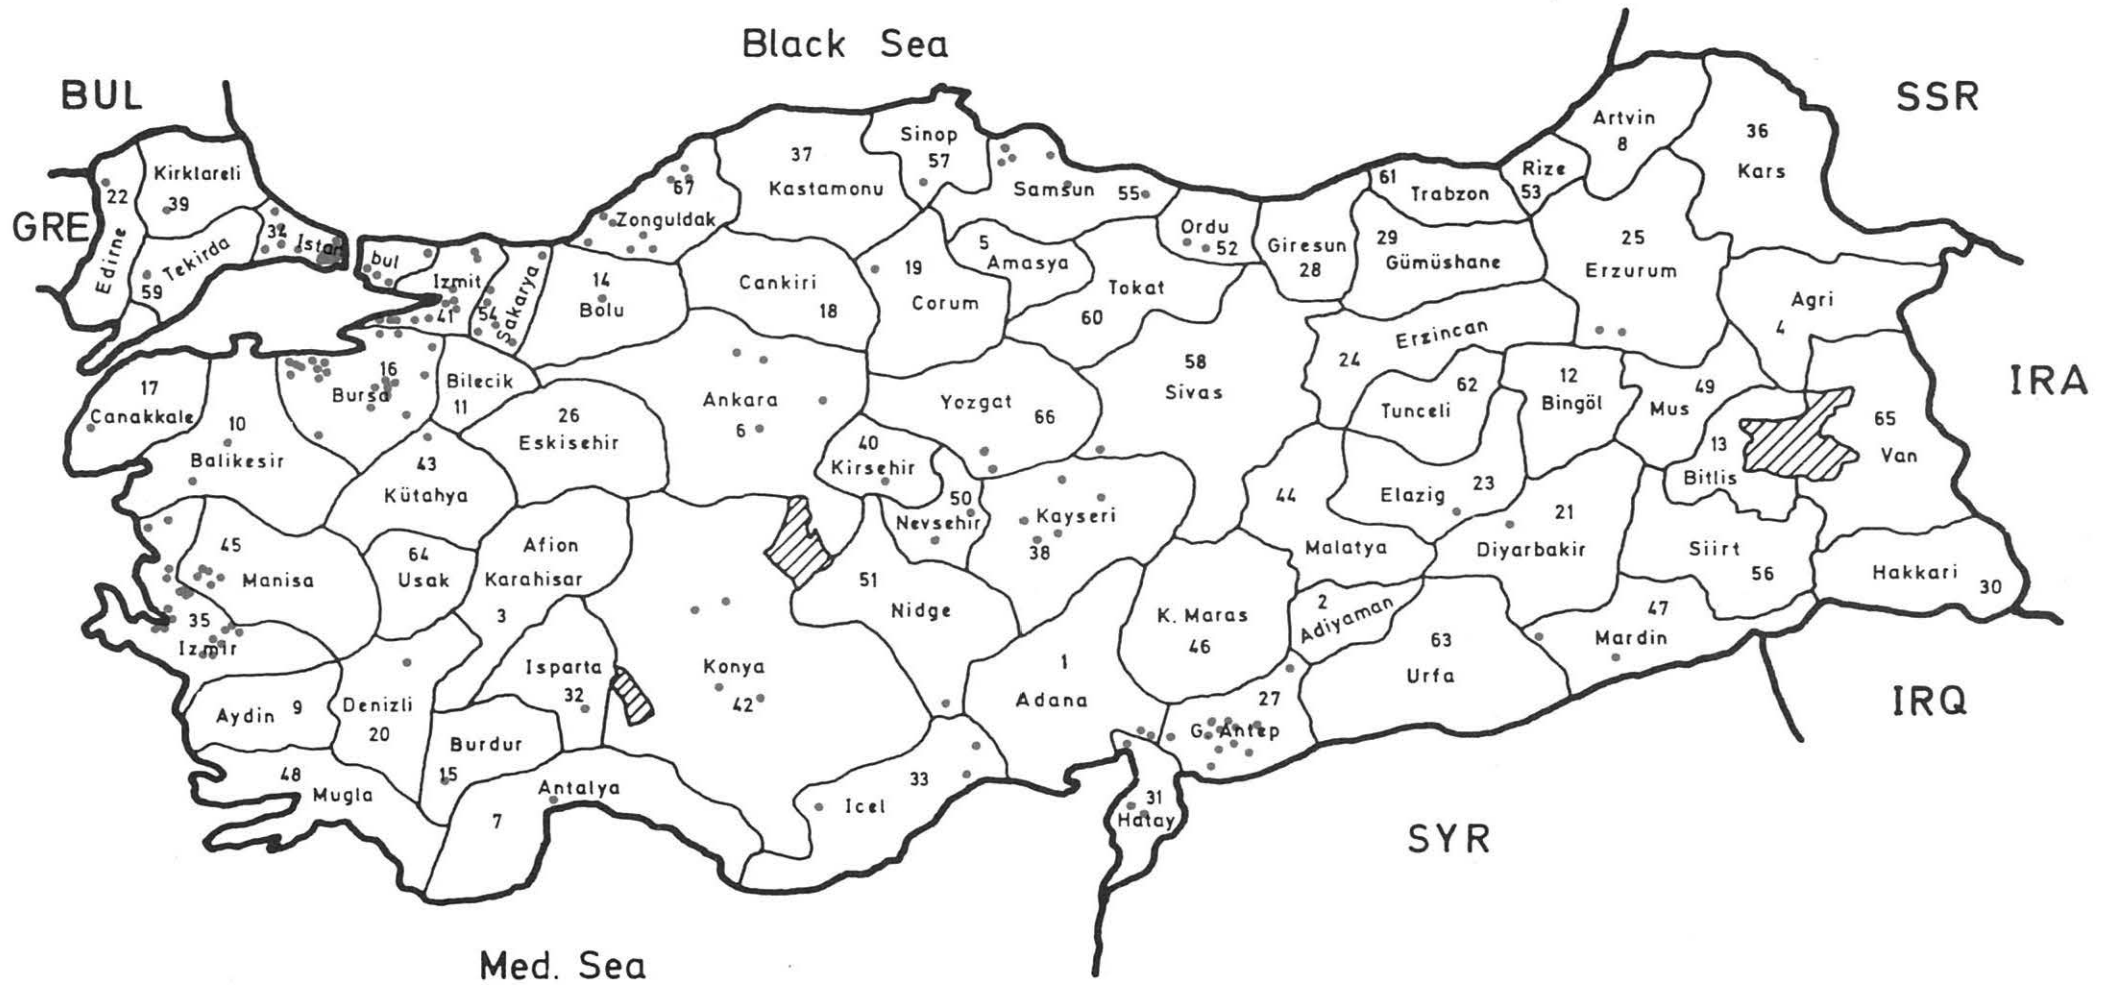 Black Sea
BUL
SSR
GRE
IRA
IRQ
SYR
Med. Sea
22
Edirne
Kirklareli
39
Tekirda
59
34
Istan
bul
Izmit
41
54
Sakarya
14
Bolu
67
Zonguldak
37
Kastamonu
Sinop
57
Samsun 55
Cankiri
18
19
Corum
5
Amasya
Tokat
60
Ordu
52
Giresun
28
61
Trabzon
29
Gümüshane
Rize
53
Artvin
8
36
Kars
25
Erzurum
Agri
4
17
Canakkale
10
Balikesir
16
Bursa
Bilecik
11
26
Eskisehir
43
Kütahya
Ankara
6
40
Kirsehir
Yozgat 66
58
Sivas
24
Erzincan
62
Tunceli
12
Bingöl
49
Mus
13
Bitlis
65
Van
45
Manisa
64
Usak
Afion
Karahisar
3
35
Izmir
50
Nevsehir
Kayseri
38
51
Nidge
44
Malatya
Elazig 23
21
Diyarbakir
Siirt
56
Hakkari
30
Aydin 9
Denizli
20
Isparta
32
Burdur
15
Konya
42
1
Adana
K. Maras
46
2
Adiyaman
63
Urfa
47
Mardin
27
G. Antep
48
Mugla
7
Antalya
Icel
33
31
Hatay